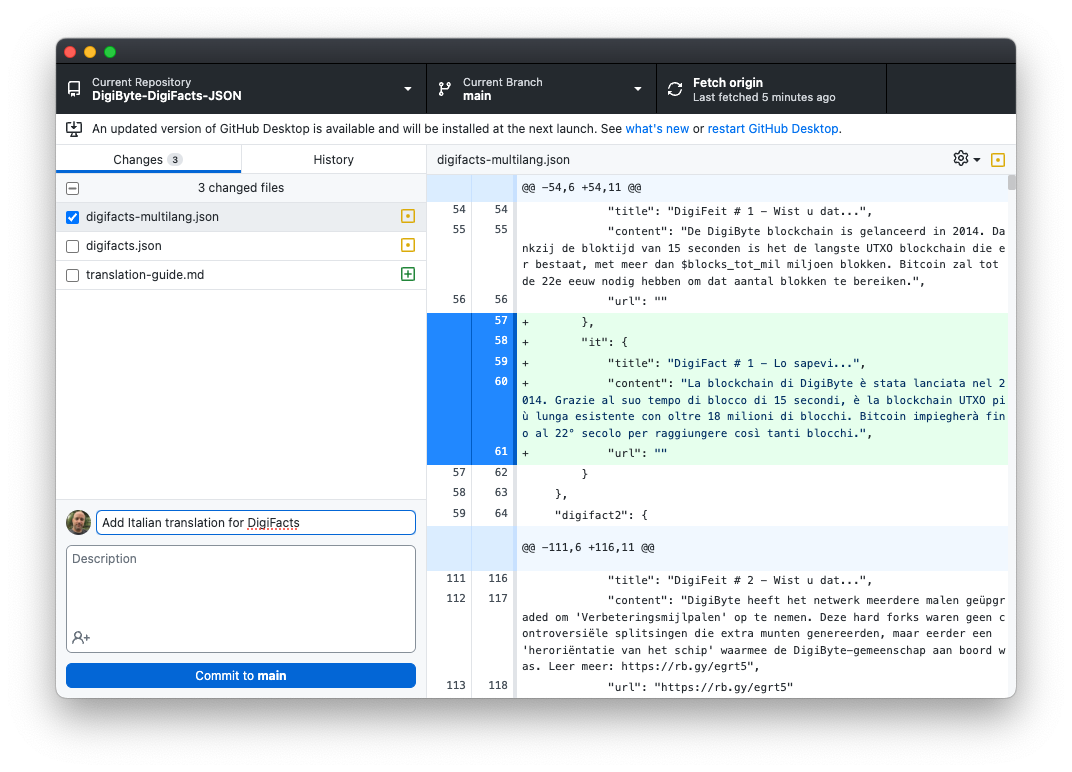 Current Repository
DigiByte-DigiFacts-JSON
Current Branch
main
Fetch origin
Last fetched 5 minutes ago
An updated version of GitHub Desktop is available and will be installed at the next launch. See what's new or restart GitHub Desktop.
Changes 3
History
3 changed files
digifacts-multilang.json
digifacts.json
translation-guide.md
Add Italian translation for DigiFacts
Description
Commit to main
digifacts-multilang.json
@@ -54,6 +54,11 @@
54 54 "title": "DigiFeit # 1 - Wist u dat...",
55 55 "content": "De DigiByte blockchain is gelanceerd in 2014. Da
nkzij de bloktijd van 15 seconden is het de langste UTXO blockchain die e
r bestaat, met meer dan $blocks_tot_mil miljoen blokken. Bitcoin zal tot
de 22e eeuw nodig hebben om dat aantal blokken te bereiken.",
56 56 "url": ""
57 + },
58 + "it": {
59 + "title": "DigiFact # 1 - Lo sapevi...",
60 + "content": "La blockchain di DigiByte è stata lanciata nel 2
014. Grazie al suo tempo di blocco di 15 secondi, è la blockchain UTXO pi
ù lunga esistente con oltre 18 milioni di blocchi. Bitcoin impiegherà fin
o al 22° secolo per raggiungere così tanti blocchi.",
61 + "url": ""
57 62 }
58 63 },
59 64 "digifact2": {
@@ -111,6 +116,11 @@
111 116 "title": "DigiFeit # 2 - Wist u dat...",
112 117 "content": "DigiByte heeft het netwerk meerdere malen geüpgr
aded om 'Verbeteringsmijlpalen' op te nemen. Deze hard forks waren geen c
ontroversiële splitsingen die extra munten genereerden, maar eerder een
'heroriëntatie van het schip' waarmee de DigiByte-gemeenschap aan boord w
as. Leer meer: https://rb.gy/egrt5",
113 118 "url": "https://rb.gy/egrt5"